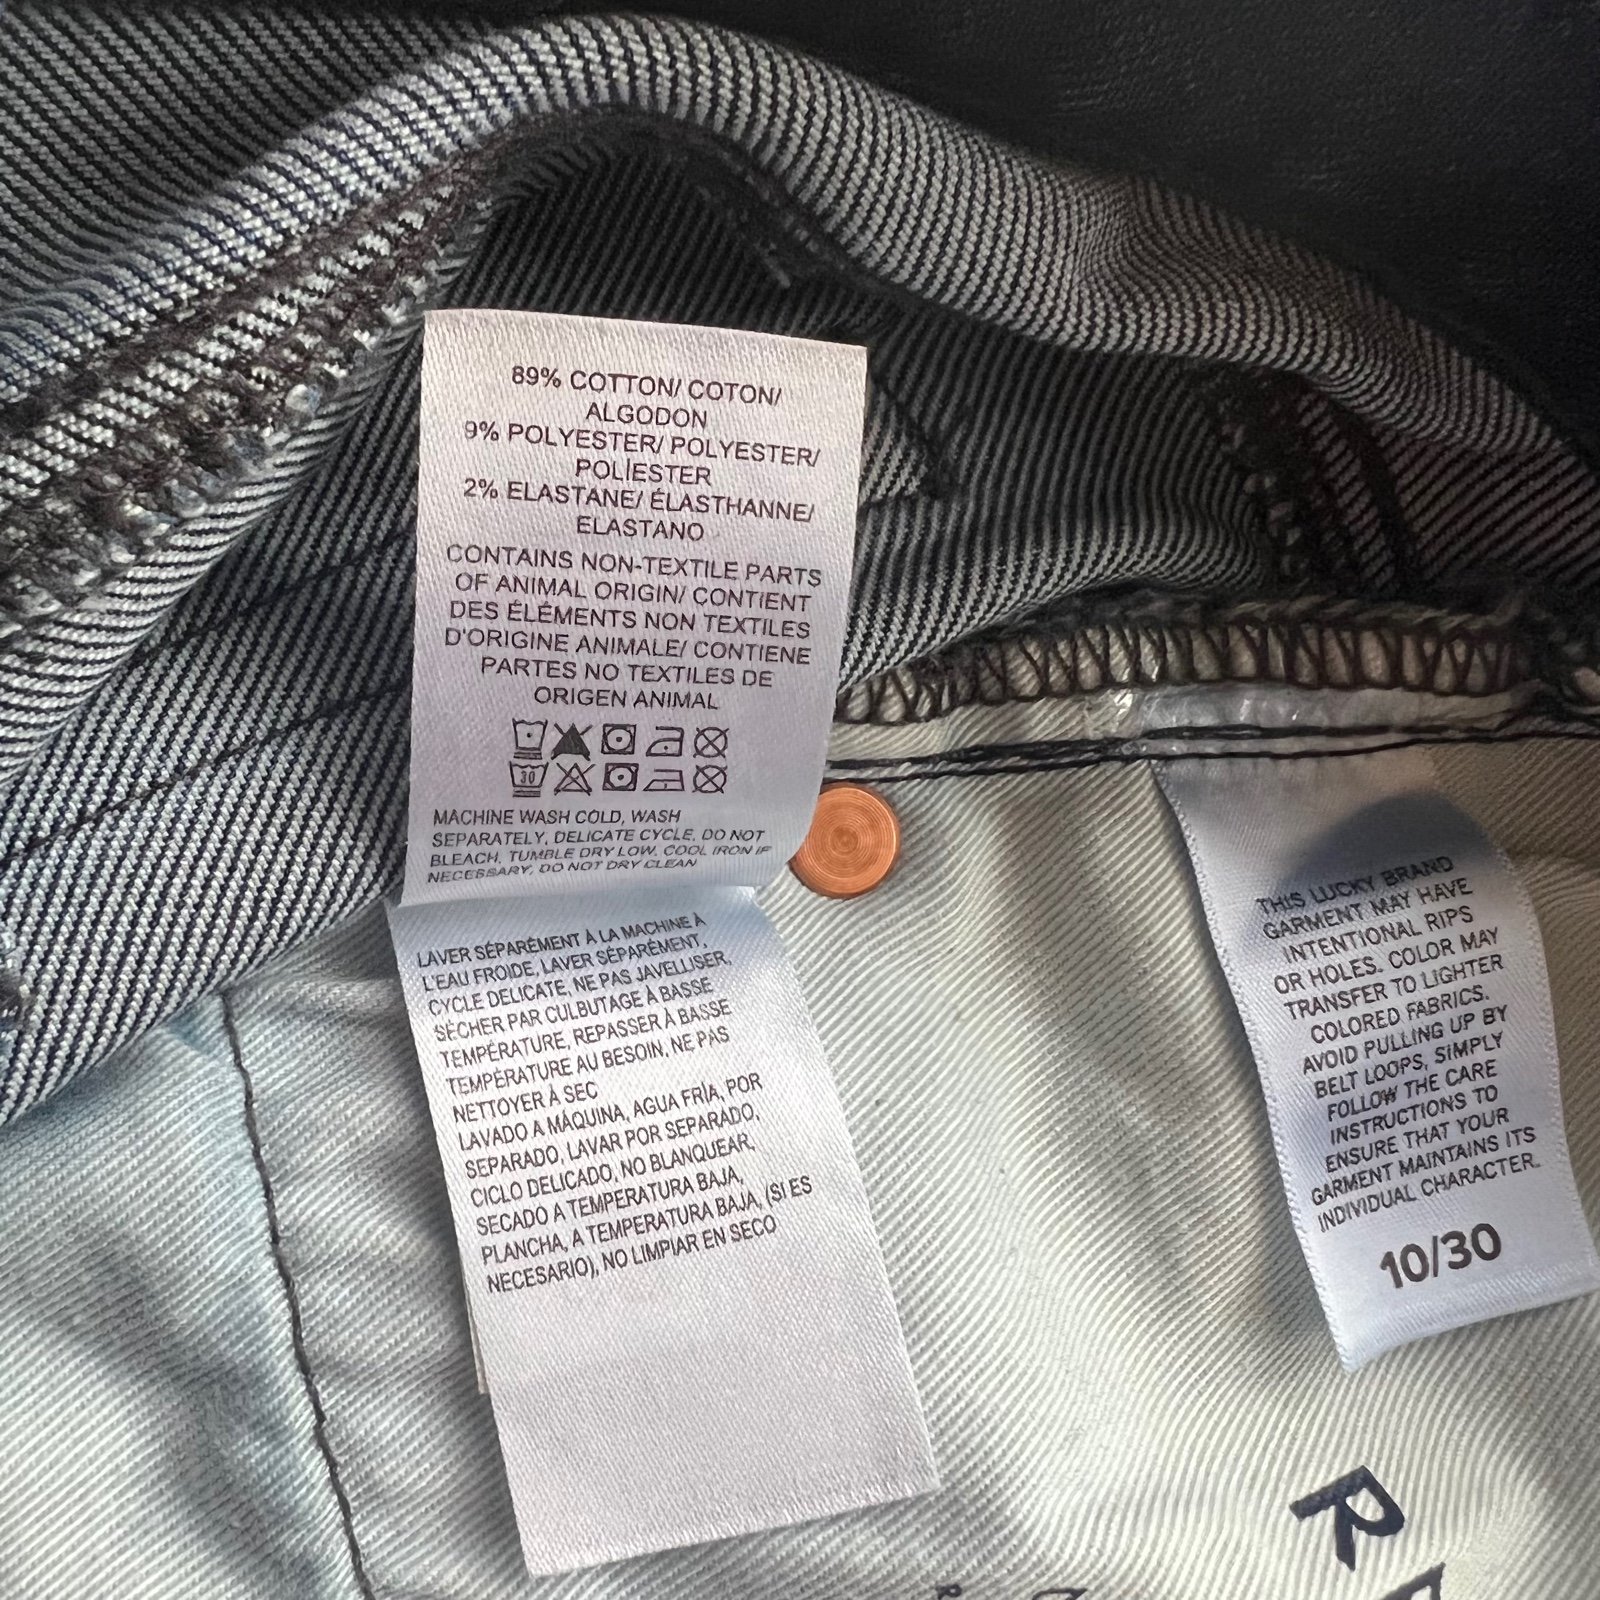 89% COTTON/ COTON/
ALGODON
9% POLYESTER/ POLYESTER/
POLÍESTER
2% ELASTANE/ ÉLASTHANNE/
ELASTANO
CONTAINS NON-TEXTILE PARTS
OF ANIMAL ORIGIN/ CONTIENT
DES ÉLÉMENTS NON TEXTILES
D'ORIGINE ANIMALE/ CONTIENE
PARTES NO TEXTILES DE
ORIGEN ANIMAL
30
MACHINE WASH COLD, WASH
SEPARATELY, DELICATE CYCLE, DO NOT
BLEACH, TUMBLE DRY LOW, COOL IRON IF
NECESSARY, DO NOT DRY CLEAN
LAVER SÉPARÉMENT À LA MACHINE À
L'EAU FROIDE, LAVER SÉPARÉMENT,
CYCLE DELICATE, NE PAS JAVELLISER,
SÉCHER PAR CULBUTAGE À BASSE
TEMPÉRATURE, REPASSER À BASSE
TEMPÉRATURE AU BESOIN, NE PAS
NETTOYER À SEC
LAVADO A MÁQUINA, AGUA FRÍA, POR
SEPARADO, LAVAR POR SEPARADO,
CICLO DELICADO, NO BLANQUEAR,
SECADO A TEMPERATURA BAJA,
PLANCHA, A TEMPERATURA BAJA, (SI ES
NECESARIO), NO LIMPIAR EN SECO
THIS LUCKY BRAND
GARMENT MAY HAVE
INTENTIONAL RIPS
OR HOLES. COLOR MAY
TRANSFER TO LIGHTER
COLORED FABRICS.
AVOID PULLING UP BY
BELT LOOPS, SIMPLY
FOLLOW THE CARE
INSTRUCTIONS TO
ENSURE THAT YOUR
GARMENT MAINTAINS ITS
INDIVIDUAL CHARACTER.
10/30
R